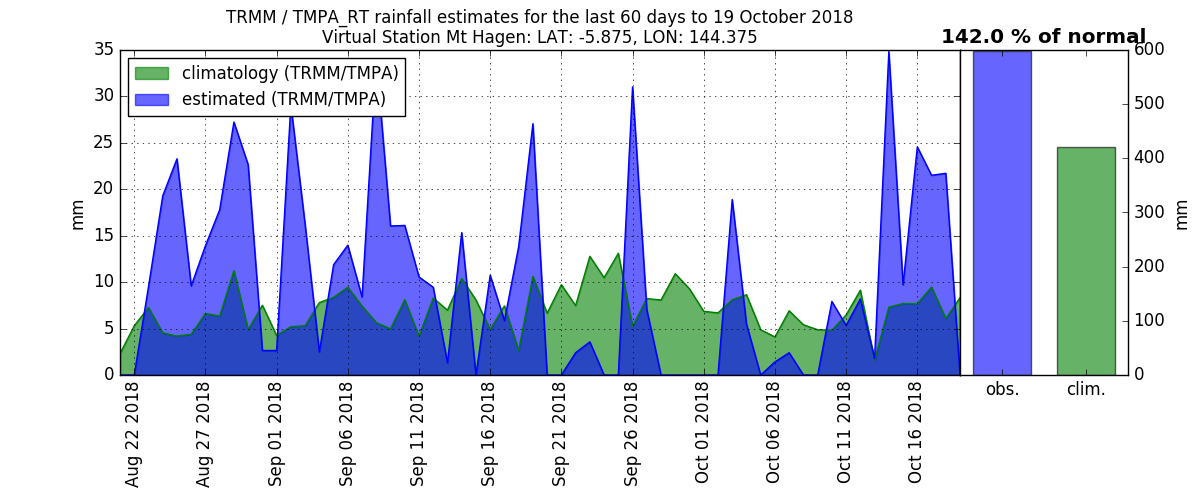 TRMM / TMPA_RT rainfall estimates for the last 60 days to 19 October 2018
Virtual Station Mt Hagen: LAT: -5.875, LON: 144.375
142.0 % of normal
climatology (TRMM/TMPA)
estimated (TRMM/TMPA)
mm
35
30
25
20
15
10
5
0
Aug 22 2018
Aug 27 2018
Sep 01 2018
Sep 06 2018
Sep 11 2018
Sep 16 2018
Sep 21 2018
Sep 26 2018
Oct 01 2018
Oct 06 2018
Oct 11 2018
Oct 16 2018
obs.
clim.
600
500
400
300
200
100
0
mm